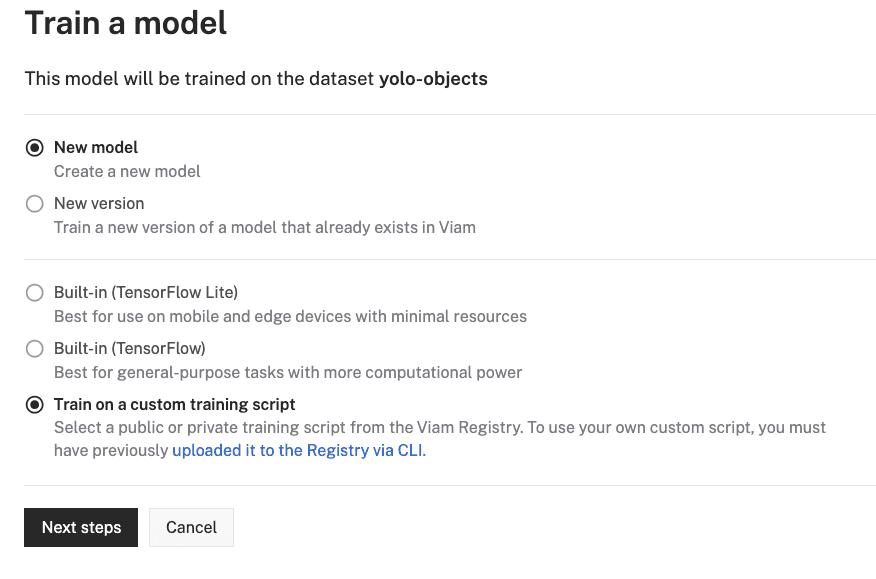 Train a model
This model will be trained on the dataset yolo-objects
New model
Create a new model
New version
Train a new version of a model that already exists in Viam
Built-in (TensorFlow Lite)
Best for use on mobile and edge devices with minimal resources
Built-in (TensorFlow)
Best for general-purpose tasks with more computational power
Train on a custom training script
Select a public or private training script from the Viam Registry. To use your own custom script, you must
have previously uploaded it to the Registry via CLI.
Next steps
Cancel